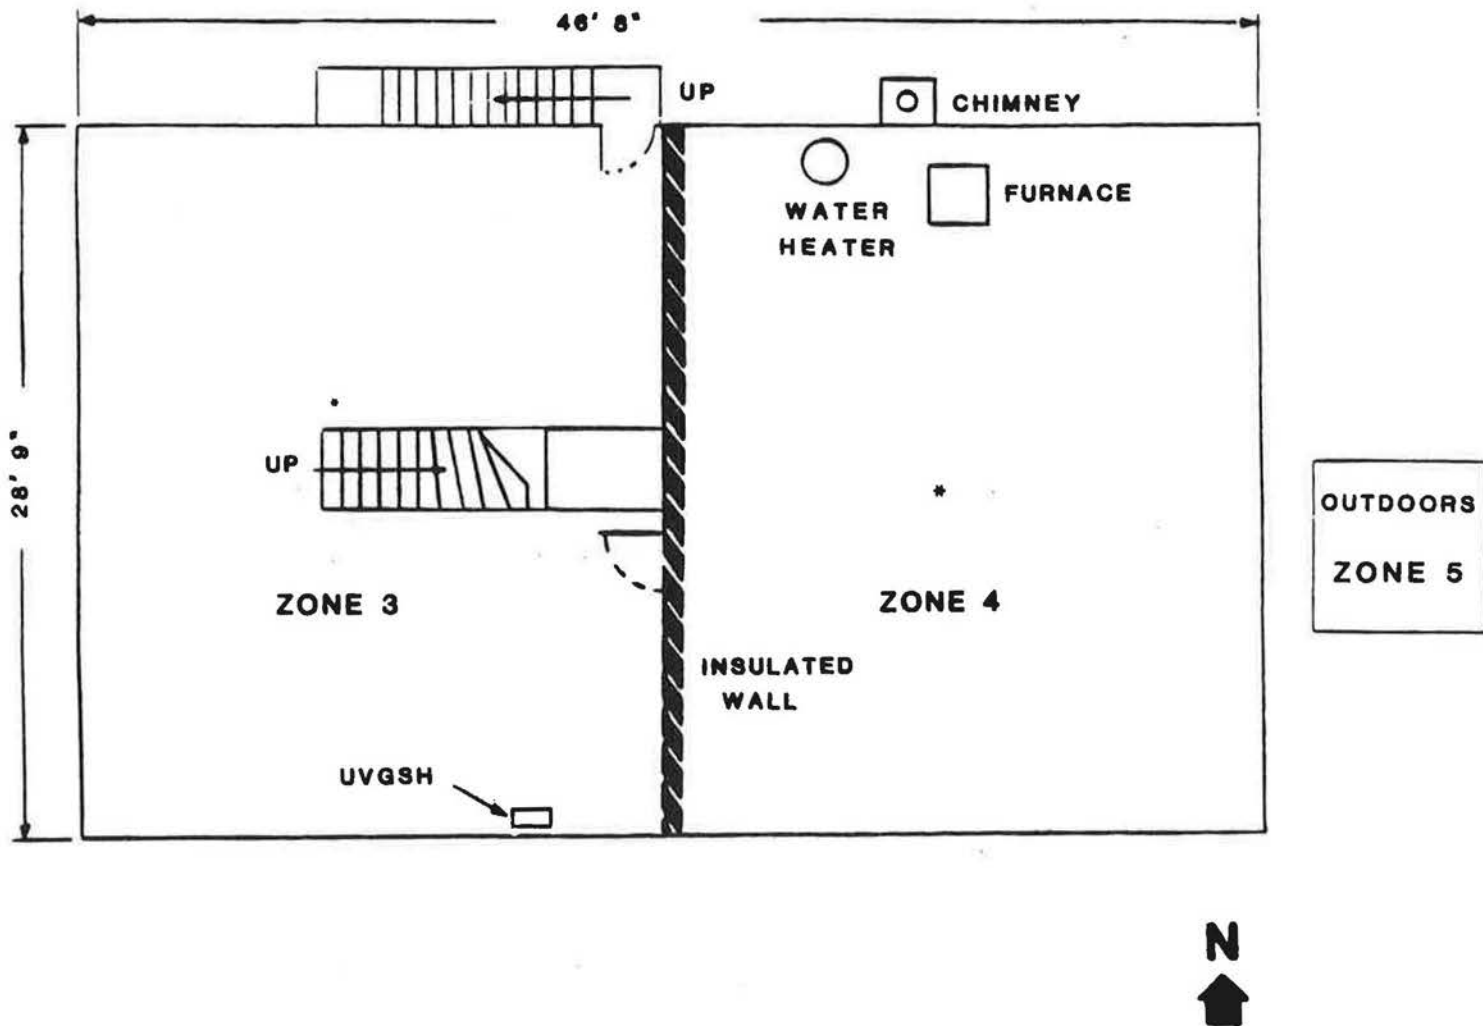 46' 8"
UP
CHIMNEY
WATER
HEATER
FURNACE
28' 9"
*
UP
*
OUTDOORS
ZONE 5
ZONE 3
ZONE 4
INSULATED
WALL
UVGSH
N